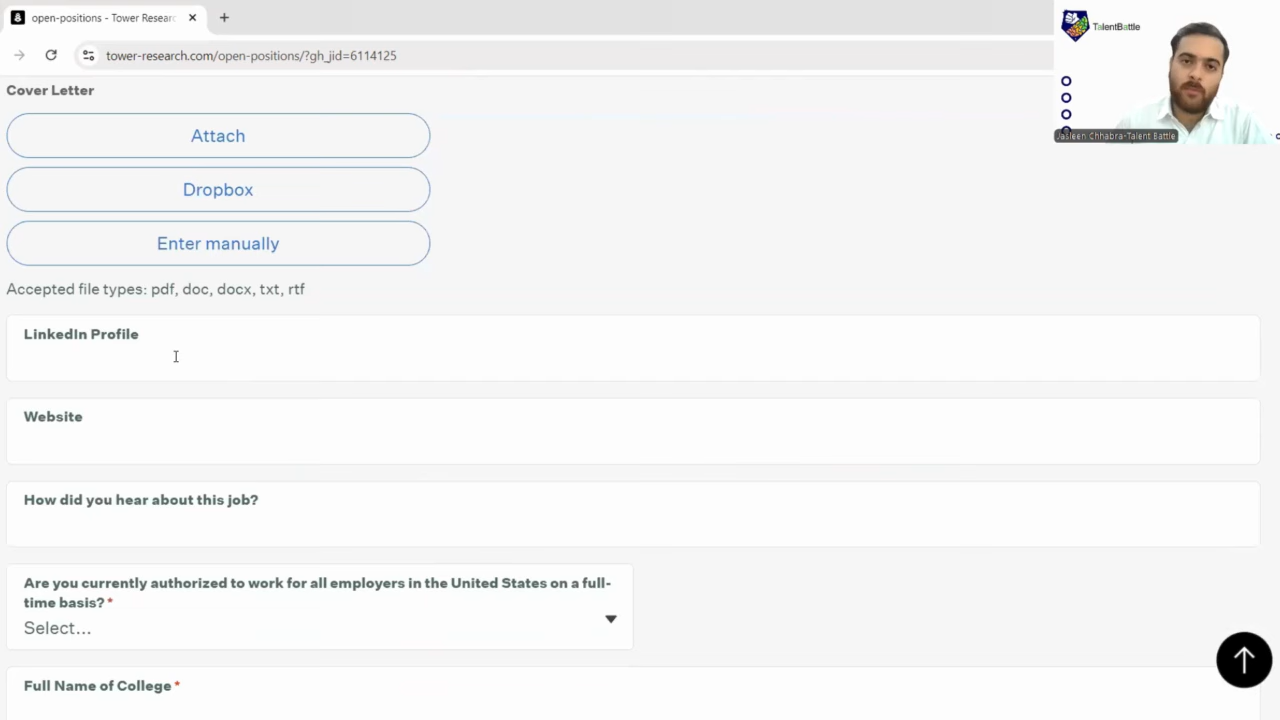 open-positions - Tower Researc
tower-research.com/open-positions/?gh_jid=6114125
TalentBattle
Jasleen Chhabra-Talent Battle
Cover Letter
Attach
Dropbox
Enter manually
Accepted file types: pdf, doc, docx, txt, rtf
LinkedIn Profile
Website
How did you hear about this job?
Are you currently authorized to work for all employers in the United States on a full-
time basis? *
Select...
Full Name of College *